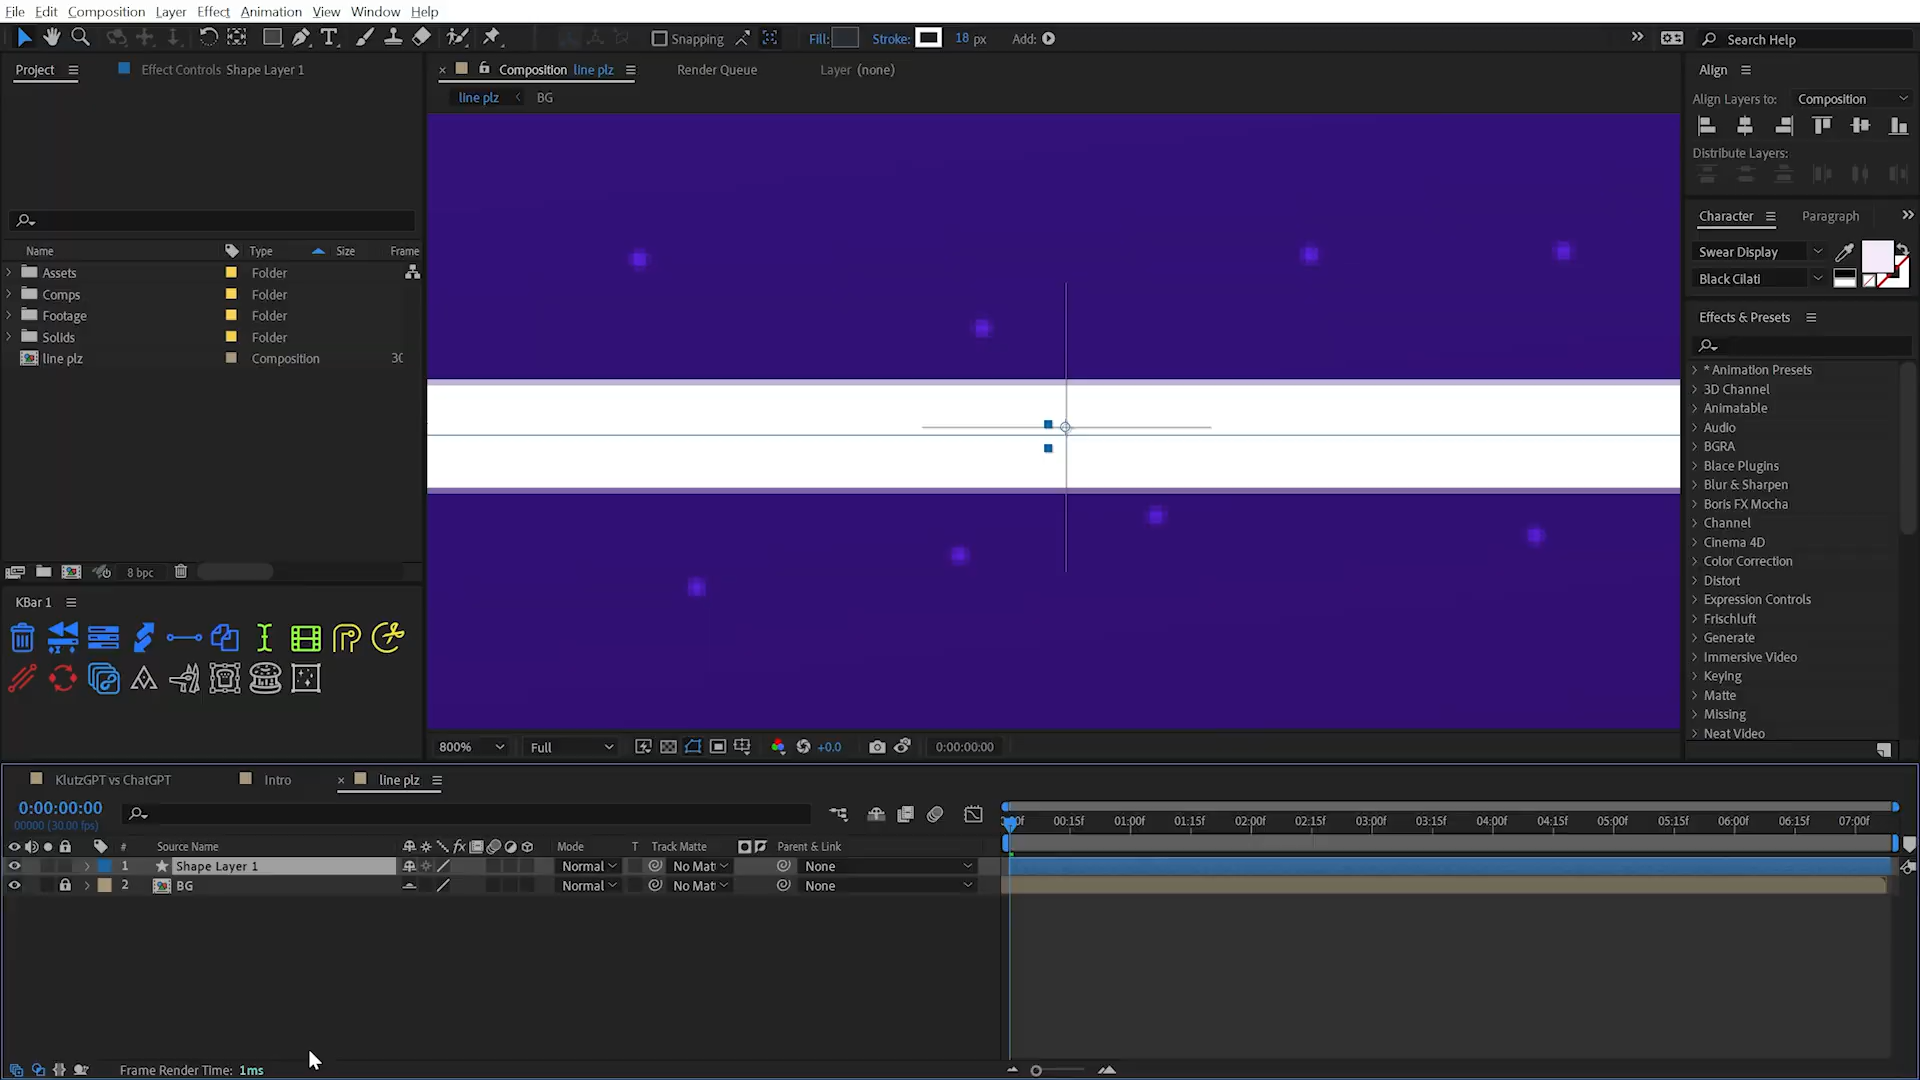 File Edit Composition Layer Effect Animation View Window Help
Snapping Fill: Stroke: 18 px Add: Search Help
Project Effect Controls Shape Layer 1
Composition line plz Render Queue Layer (none)
line plz BG
Name Type Size Frame
Assets Folder
Comps Folder
Footage Folder
Solids Folder
line plz Composition 30
8 bpc
KBar 1
800% Full +0.0 0:00:00:00
Align
Align Layers to: Composition
Distribute Layers:
Character Paragraph
Swear Display
Black Cilati
Effects & Presets
* Animation Presets
3D Channel
Animatable
Audio
BGRA
Blace Plugins
Blur & Sharpen
Boris FX Mocha
Channel
Cinema 4D
Color Correction
Distort
Expression Controls
Frischluft
Generate
Immersive Video
Keying
Matte
Missing
Neat Video
KlutzGPT vs ChatGPT Intro line plz
0:00:00:00
00000 (30.00 fps)
00:15f 01:00f 01:15f 02:00f 02:15f 03:00f 03:15f 04:00f 04:15f 05:00f 05:15f 06:00f 06:15f 07:00f
# Source Name fx Mode T Track Matte Parent & Link
1 Shape Layer 1 Normal No Matt None
2 BG Normal No Matt None
Frame Render Time: 1ms